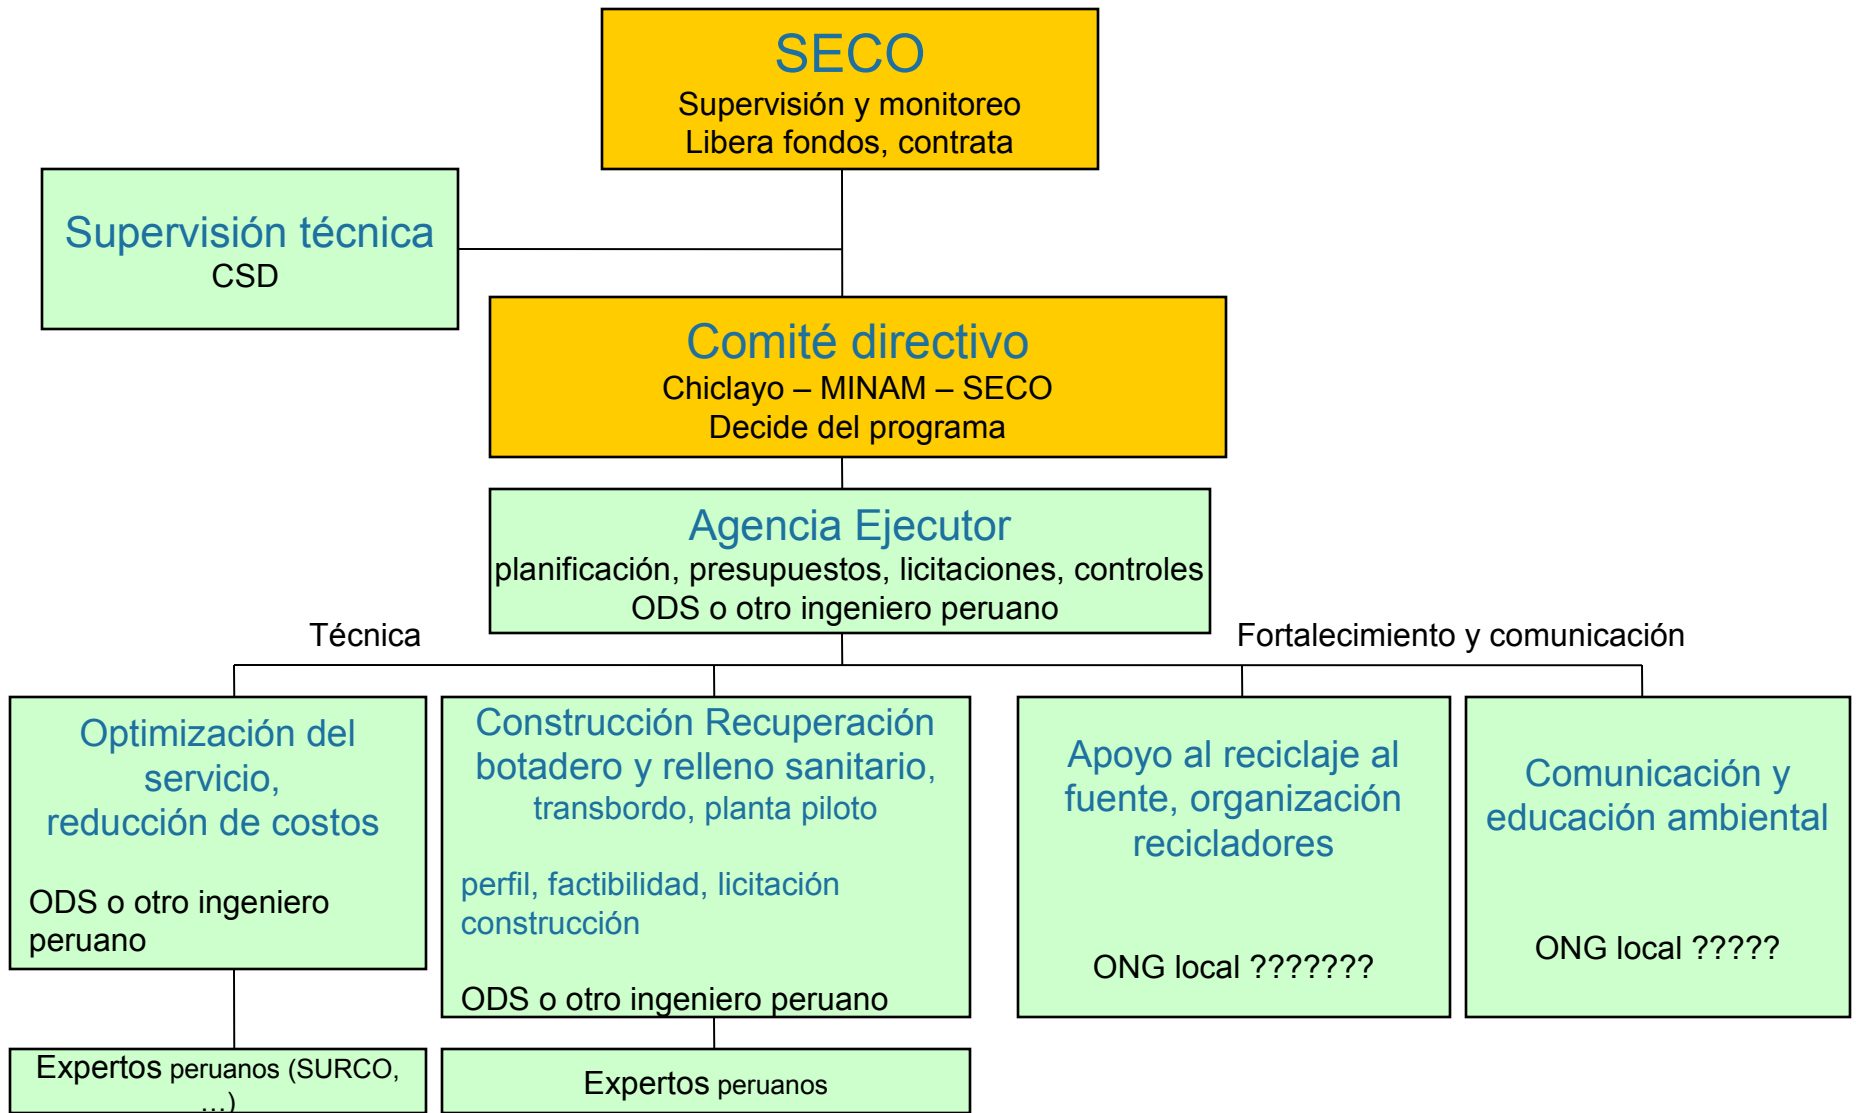 SECO
Supervisión y monitoreo
Libera fondos, contrata
Supervisión técnica
CSD
Comité directivo
Chiclayo – MINAM – SECO
Decide del programa
Agencia Ejecutor
planificación, presupuestos, licitaciones, controles
ODS o otro ingeniero peruano
Técnica
Fortalecimiento y comunicación
Optimización del
servicio,
reducción de costos
ODS o otro ingeniero
peruano
Construcción Recuperación
botadero y relleno sanitario,
transbordo, planta piloto
perfil, factibilidad, licitación
construcción
ODS o otro ingeniero peruano
Apoyo al reciclaje al
fuente, organización
recicladores
ONG local ???????
Comunicación y
educación ambiental
ONG local ?????
Expertos peruanos (SURCO,
…)
Expertos peruanos